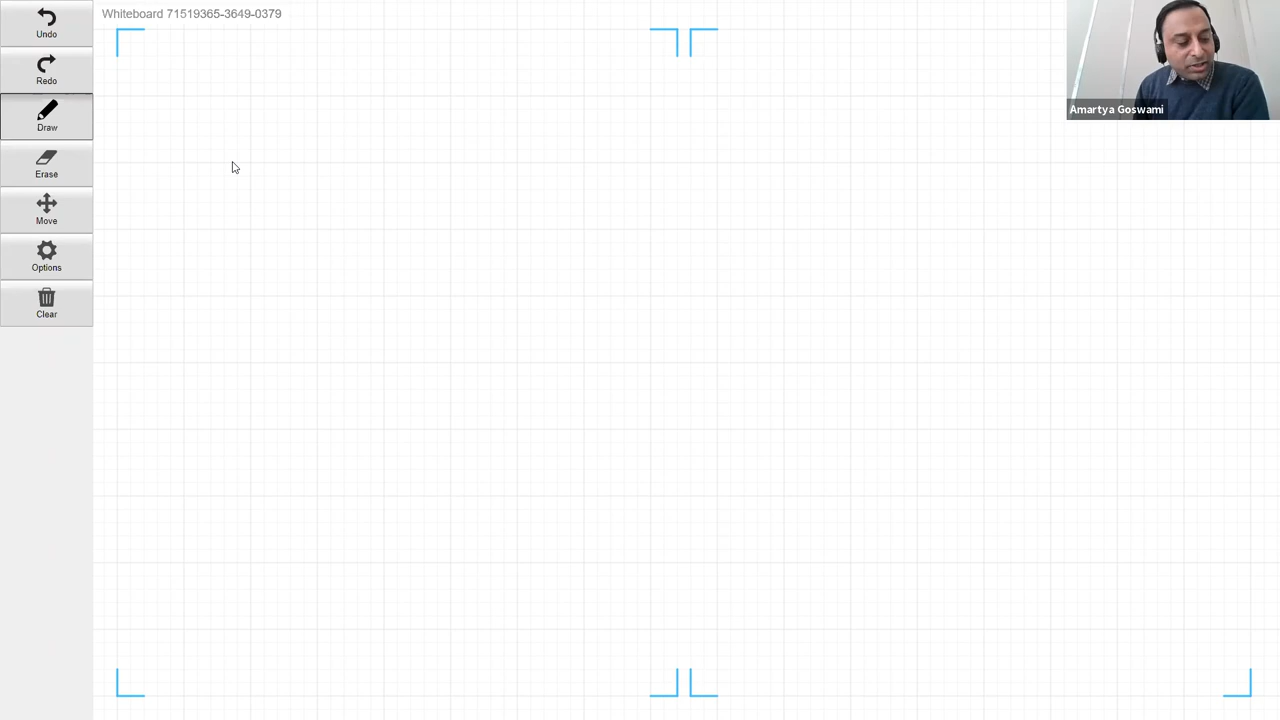 Whiteboard 71519365-3649-0379
Undo
Redo
Draw
Erase
Move
Options
Clear
Amartya Goswami